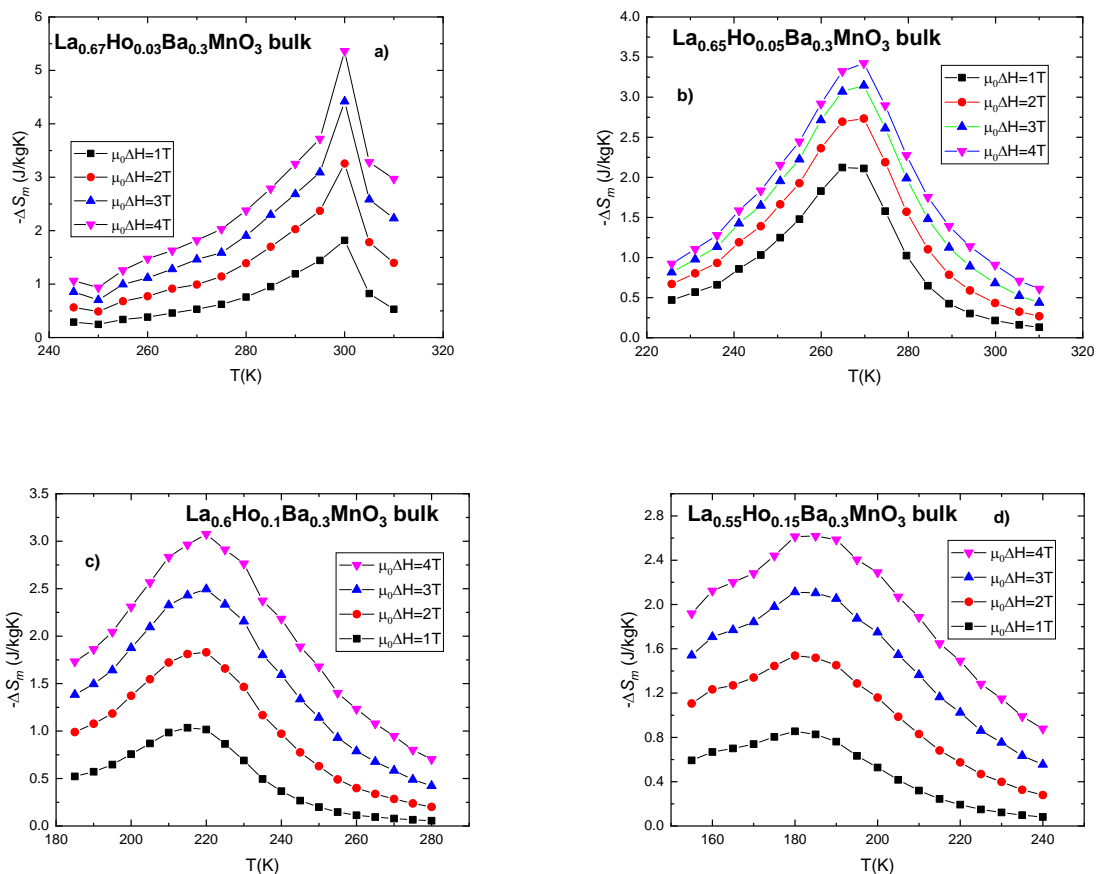 La0.67Ho0.03Ba0.3MnO3 bulk
a)
6
5
4
3
2
1
0
-ΔSm (J/kgK)
μ0ΔH=1T
μ0ΔH=2T
μ0ΔH=3T
μ0ΔH=4T
240 260 280 300 320
T(K)
La0.65Ho0.05Ba0.3MnO3 bulk
b)
4.0
3.5
3.0
2.5
2.0
1.5
1.0
0.5
0.0
-ΔSm (J/kgK)
μ0ΔH=1T
μ0ΔH=2T
μ0ΔH=3T
μ0ΔH=4T
220 240 260 280 300 320
T(K)
La0.6Ho0.1Ba0.3MnO3 bulk
c)
3.5
3.0
2.5
2.0
1.5
1.0
0.5
0.0
-ΔSm (J/kgK)
μ0ΔH=4T
μ0ΔH=3T
μ0ΔH=2T
μ0ΔH=1T
180 200 220 240 260 280
T(K)
La0.55Ho0.15Ba0.3MnO3 bulk
d)
2.8
2.4
2.0
1.6
1.2
0.8
0.4
0.0
-ΔSm (J/kgK)
μ0ΔH=4T
μ0ΔH=3T
μ0ΔH=2T
μ0ΔH=1T
160 180 200 220 240
T(K)